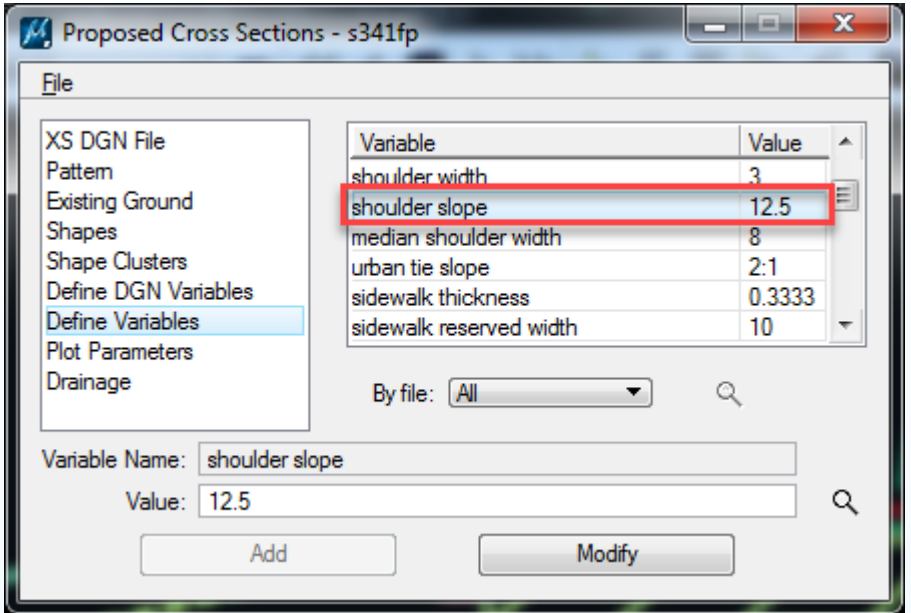 Proposed Cross Sections - s341fp
File
XS DGN File
Pattern
Existing Ground
Shapes
Shape Clusters
Define DGN Variables
Define Variables
Plot Parameters
Drainage
Variable Value
shoulder width 3
shoulder slope 12.5
median shoulder width 8
urban tie slope 2:1
sidewalk thickness 0.3333
sidewalk reserved width 10
By file: All
Variable Name: shoulder slope
Value: 12.5
Add Modify